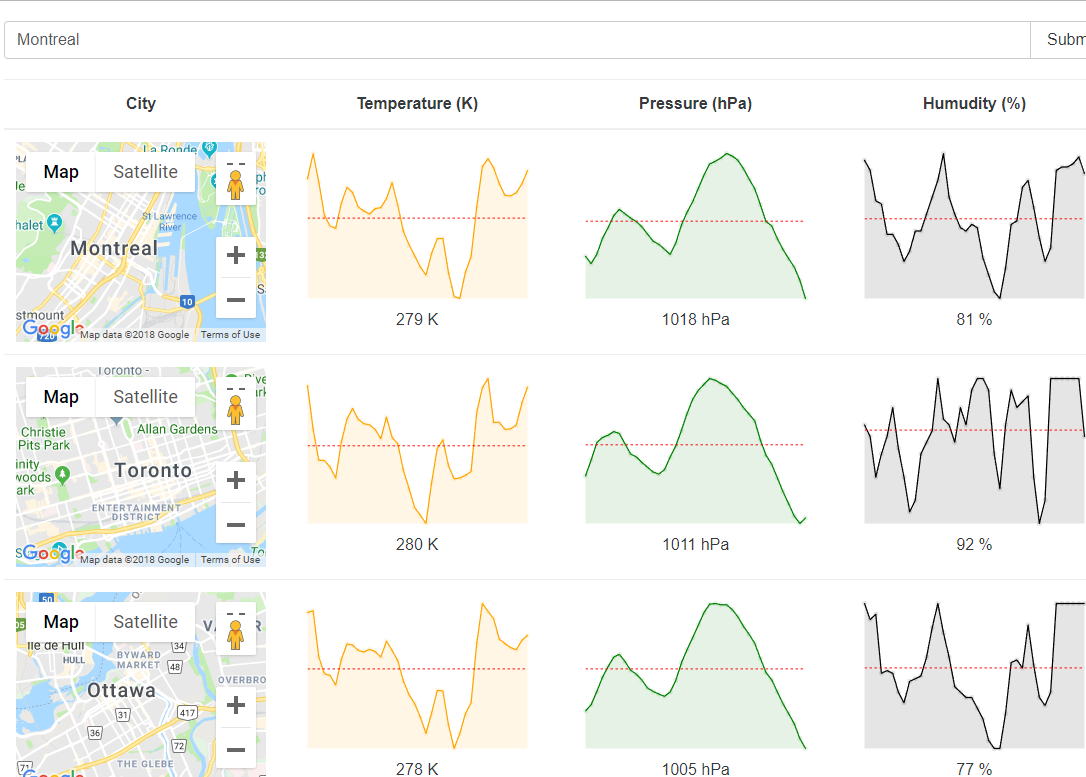 Montreal
Subm
City
Temperature (K)
Pressure (hPa)
Humudity (%)
La Ronde
Map
Satellite
halet
St Lawrence
River
Montreal
132
10
stmount
720
Google
Map data ©2018 Google
Terms of Use
279 K
1018 hPa
81 %
Toronto -
Map
Satellite
Rive
Christie
Pits Park
Allan Gardens
inity
woods
ark
Toronto
ENTERTAINMENT
DISTRICT
Google
Map data ©2018 Google
Terms of Use
280 K
1011 hPa
92 %
50
Map
Satellite
Île de Hull
HULL
BYWARD
MARKET
34
48
OVERBRO
Ottawa
31
417
36
72
71
THE GLEBE
Google
278 K
1005 hPa
77 %